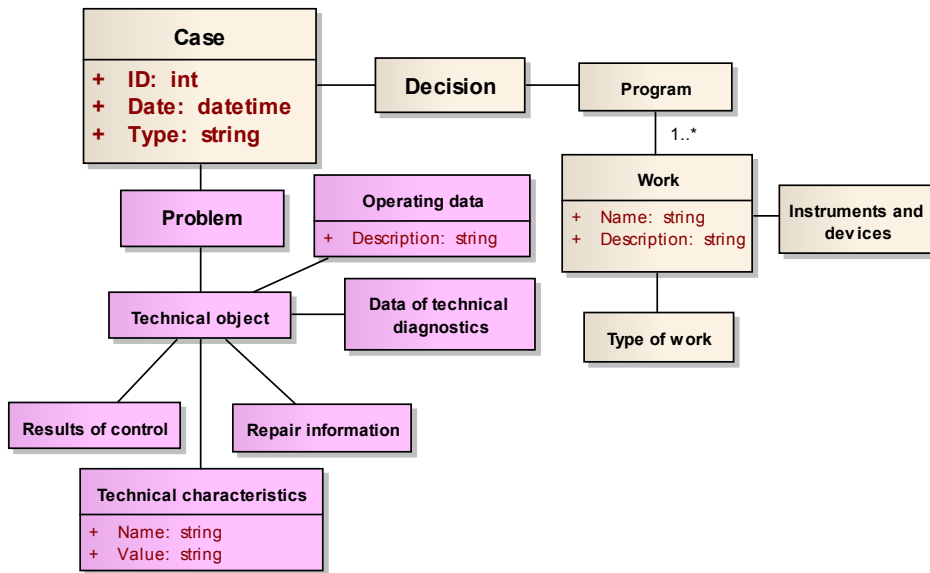 Case
+ ID: int
+ Date: datetime
+ Type: string
Decision
Program
1..*
Work
+ Name: string
+ Description: string
Instruments and
devices
Type of work
Problem
Operating data
+ Description: string
Technical object
Data of technical
diagnostics
Results of control
Repair information
Technical characteristics
+ Name: string
+ Value: string